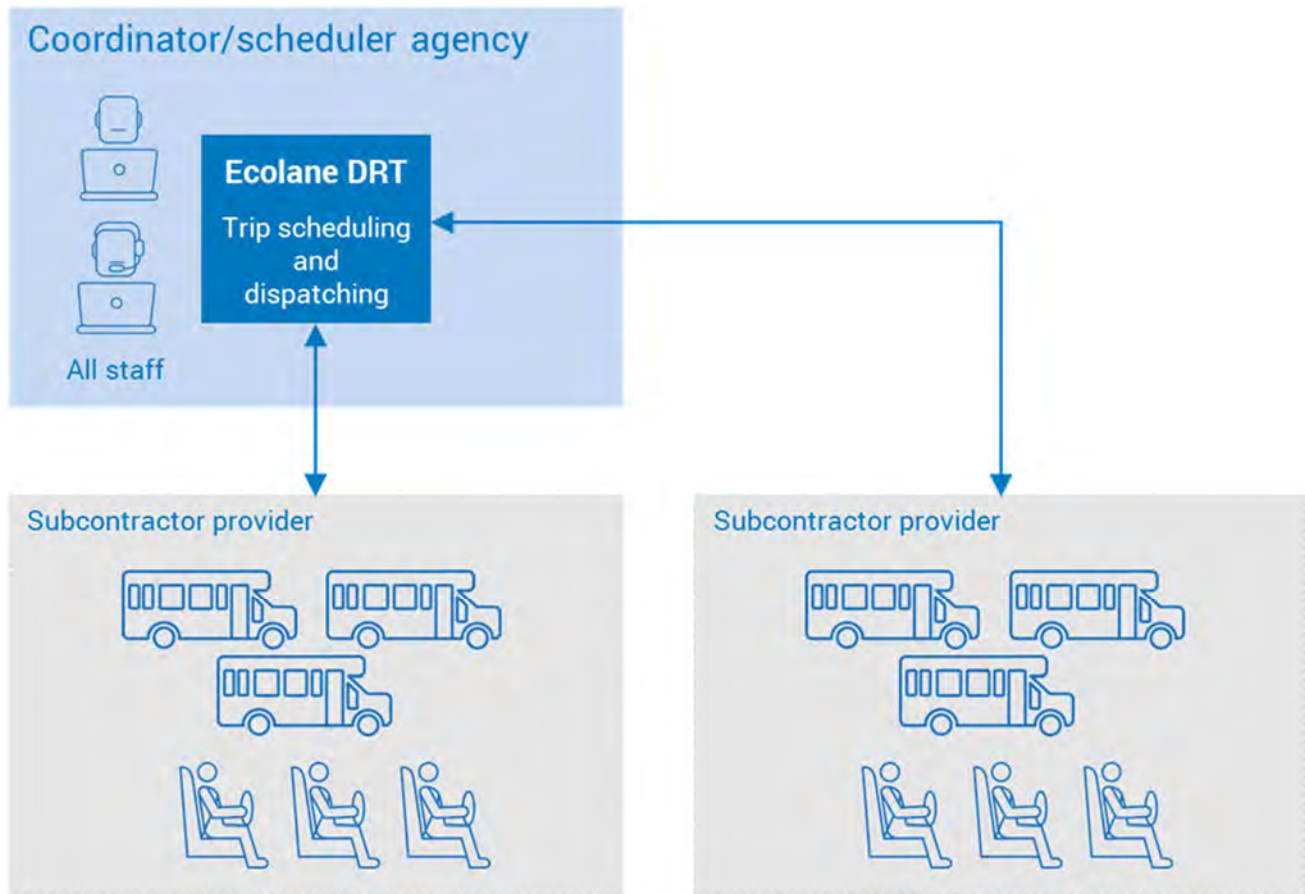 Coordinator/scheduler agency
Ecolane DRT
Trip scheduling
and
dispatching
All staff
Subcontractor provider
Subcontractor provider